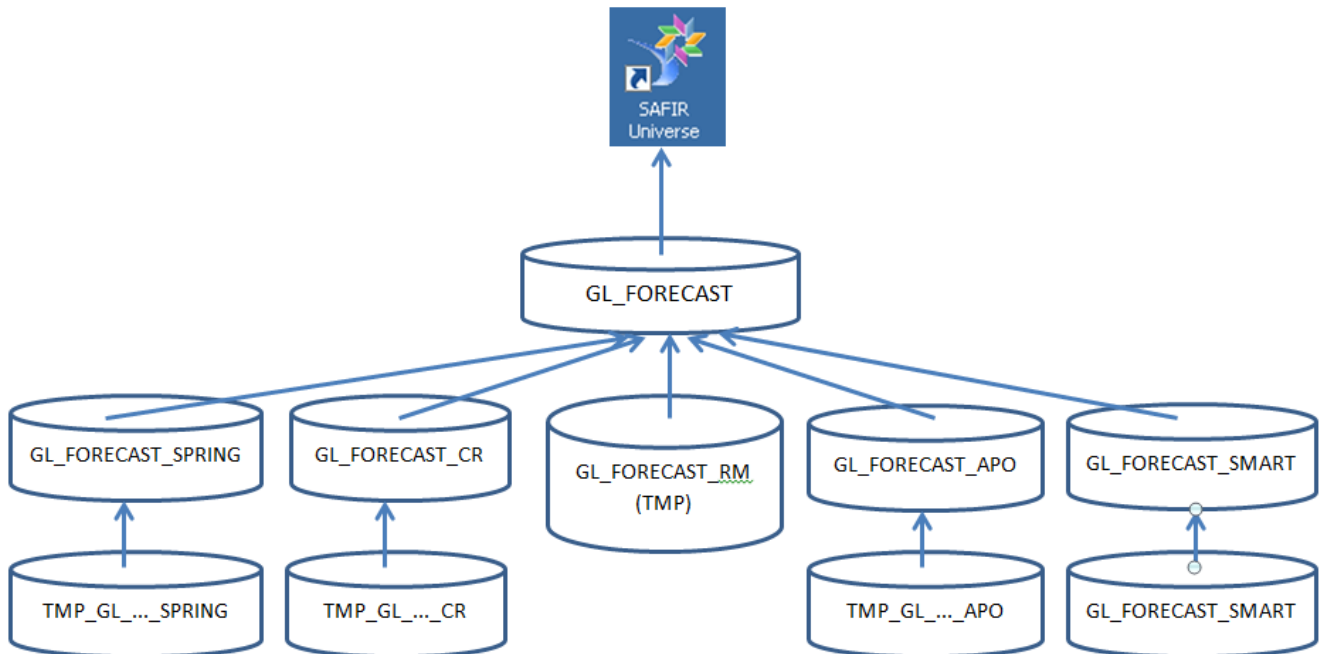 SAFIR
Universe
GL_FORECAST
GL_FORECAST_SPRING
GL_FORECAST_CR
GL_FORECAST_RM
(TMP)
GL_FORECAST_APO
GL_FORECAST_SMART
TMP_GL_..._SPRING
TMP_GL_..._CR
TMP_GL_..._APO
GL_FORECAST_SMART